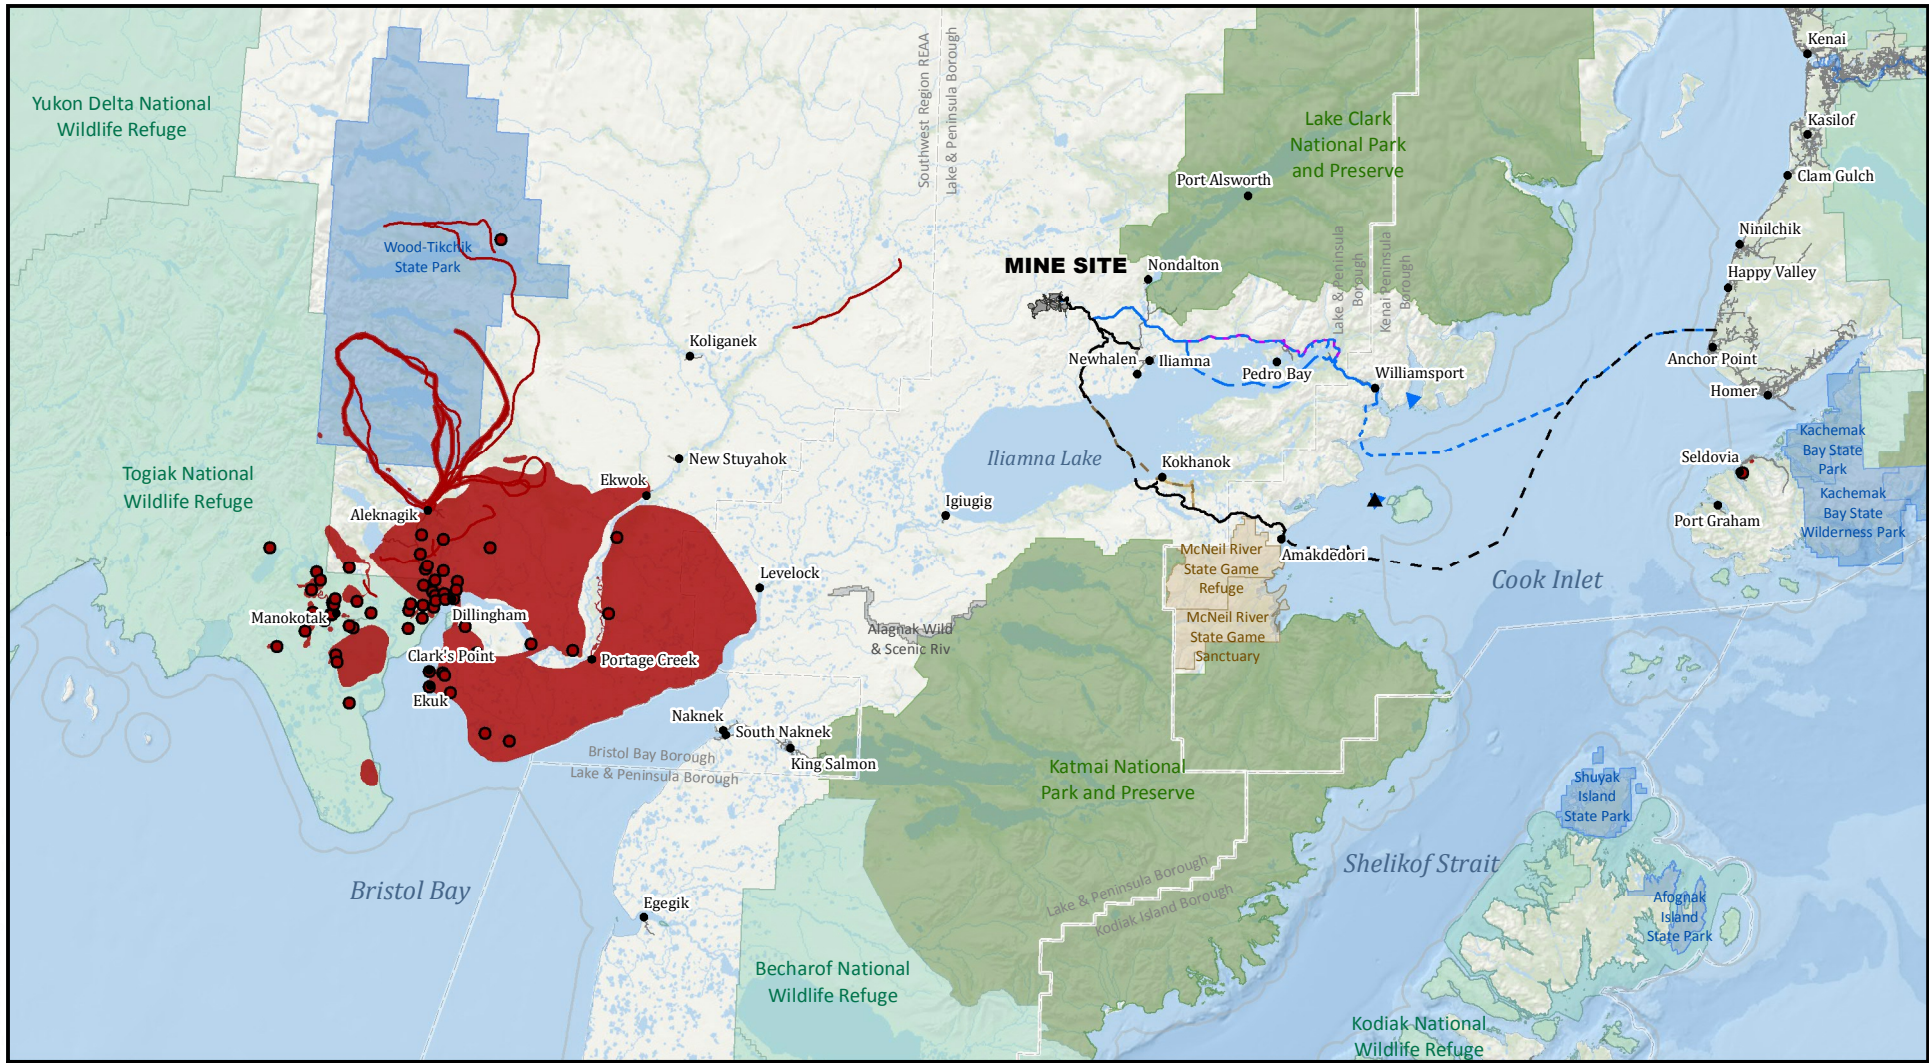 Kenai
Yukon Delta National
Wildlife Refuge
Southwest Region REAA
Lake & Peninsula Borough
Lake Clark
National Park
and Preserve
Kasilof
Port Alsworth
Clam Gulch
Wood-Tikchik
State Park
Ninilchik
MINE SITE
Nondalton
Lake & Peninsula
Borough
Kenai Peninsula
Borough
Happy Valley
Koliganek
Newhalen
Iliamna
Pedro Bay
Williamsport
Anchor Point
Homer
Togiak National
Wildlife Refuge
New Stuyahok
Iliamna Lake
Kokhanok
Kachemak
Bay State
Park
Seldovia
Ekwok
Aleknagik
Igiugig
Kachemak
Bay State
Wilderness Park
Port Graham
McNeil River
State Game
Refuge
Amakdedori
Cook Inlet
Levelock
Manokotak
Dillingham
Alagnak Wild
& Scenic Riv
McNeil River
State Game
Sanctuary
Clark's Point
Portage Creek
Ekuk
Naknek
South Naknek
King Salmon
Bristol Bay Borough
Lake & Peninsula Borough
Katmai National
Park and Preserve
Shuyak
Island
State Park
Shelikof Strait
Bristol Bay
Egegik
Lake & Peninsula Borough
Kodiak Island Borough
Afognak
Island
State Park
Becharof National
Wildlife Refuge
Kodiak National
Wildlife Refuge